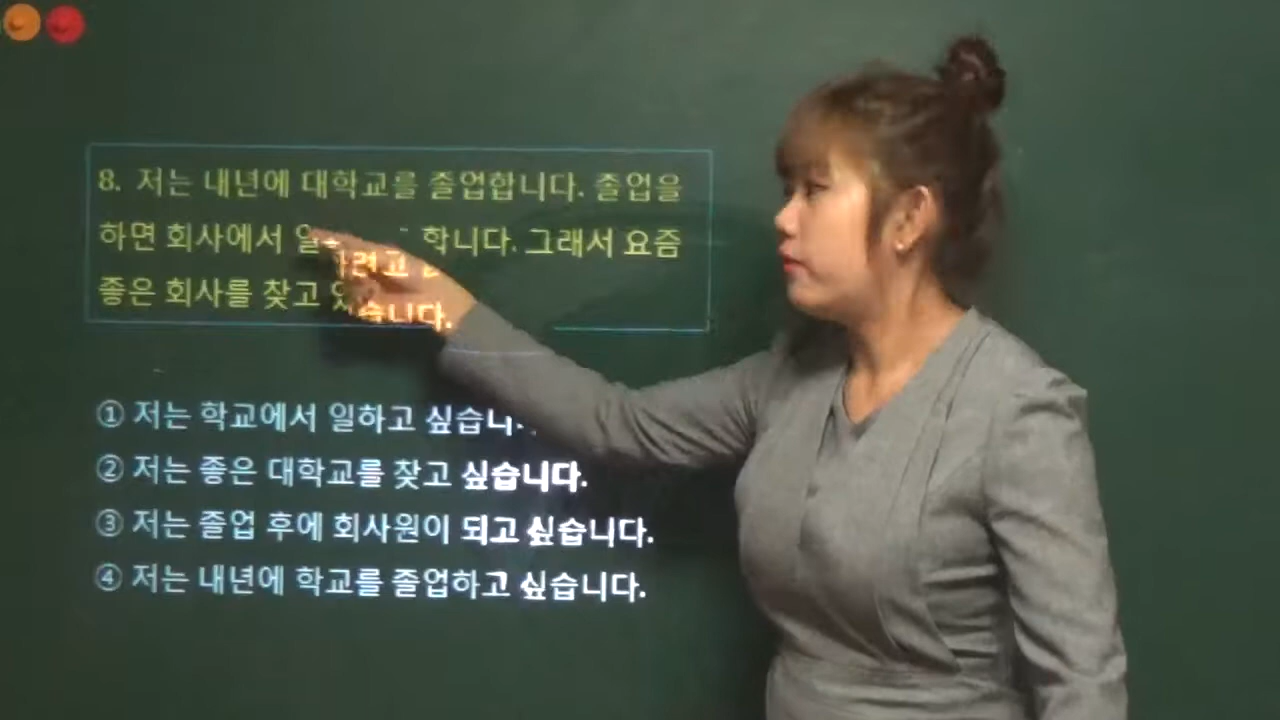 8. 저는 내년에 대학교를 졸업합니다. 졸업을
하면 회사에서 일하려고 합니다. 그래서 요즘
좋은 회사를 찾고 있습니다.
① 저는 학교에서 일하고 싶습니다.
② 저는 좋은 대학교를 찾고 싶습니다.
③ 저는 졸업 후에 회사원이 되고 싶습니다.
④ 저는 내년에 학교를 졸업하고 싶습니다.